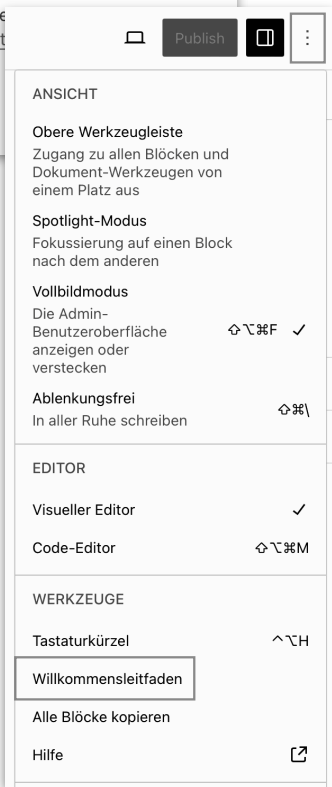 Publish
ANSICHT
Obere Werkzeugleiste
Zugang zu allen Blöcken und
Dokument-Werkzeugen von
einem Platz aus
Spotlight-Modus
Fokussierung auf einen Block
nach dem anderen
Vollbildmodus
Die Admin-
Benutzeroberfläche
anzeigen oder
verstecken
⇧⌥⌘F
Ablenkungsfrei
In aller Ruhe schreiben
⇧⌘\
EDITOR
Visueller Editor
Code-Editor ⇧⌥⌘M
WERKZEUGE
Tastaturkürzel ⌃⌥H
Willkommensleitfaden
Alle Blöcke kopieren
Hilfe